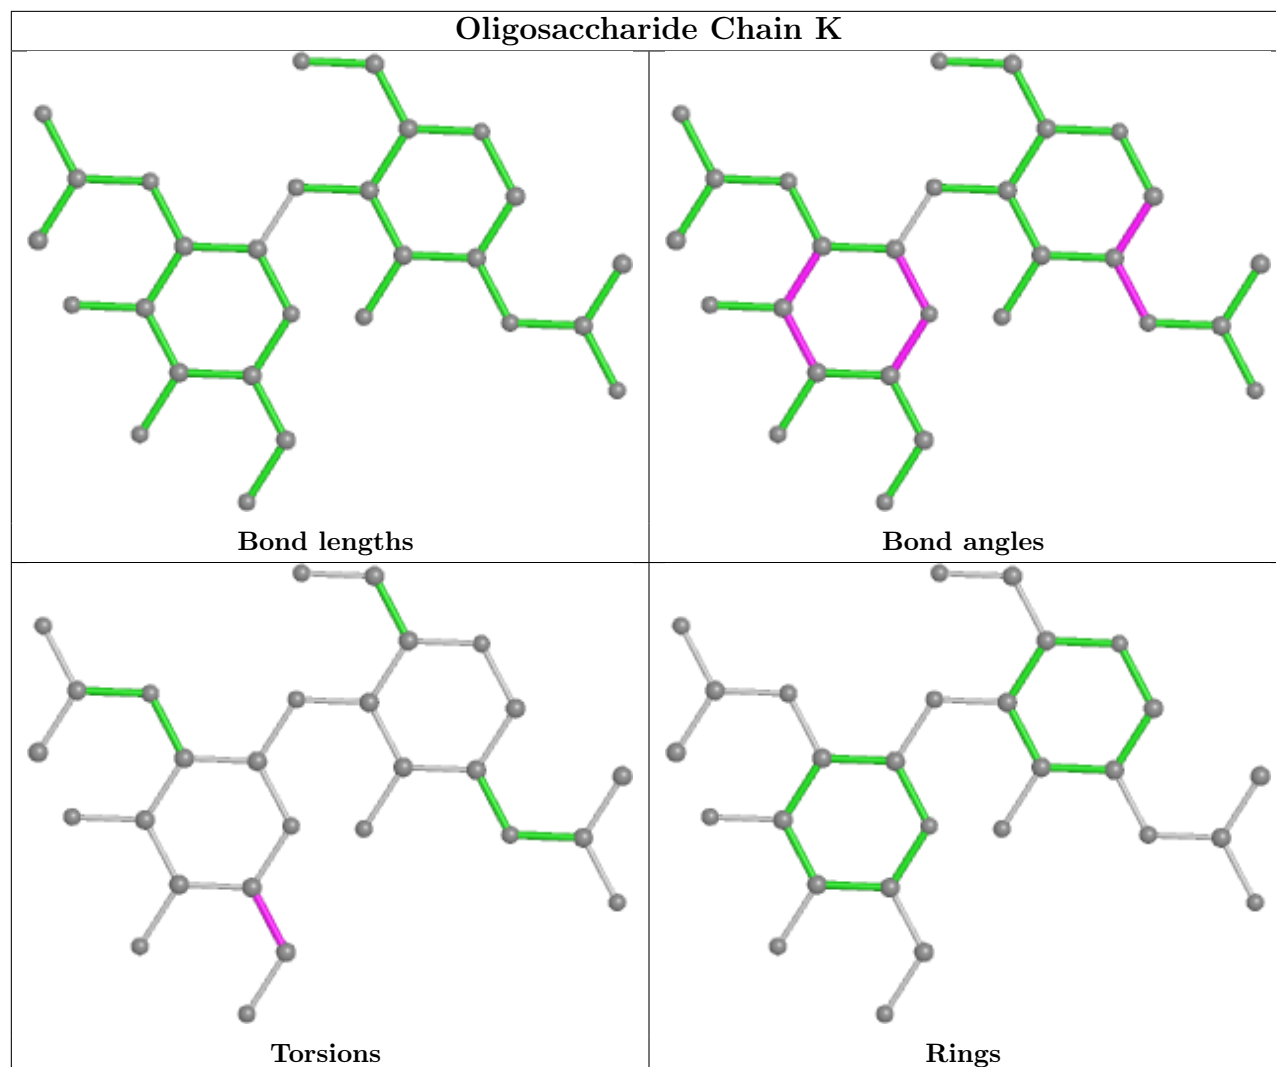 Oligosaccharide Chain K
Bond lengths
Bond angles
Torsions
Rings